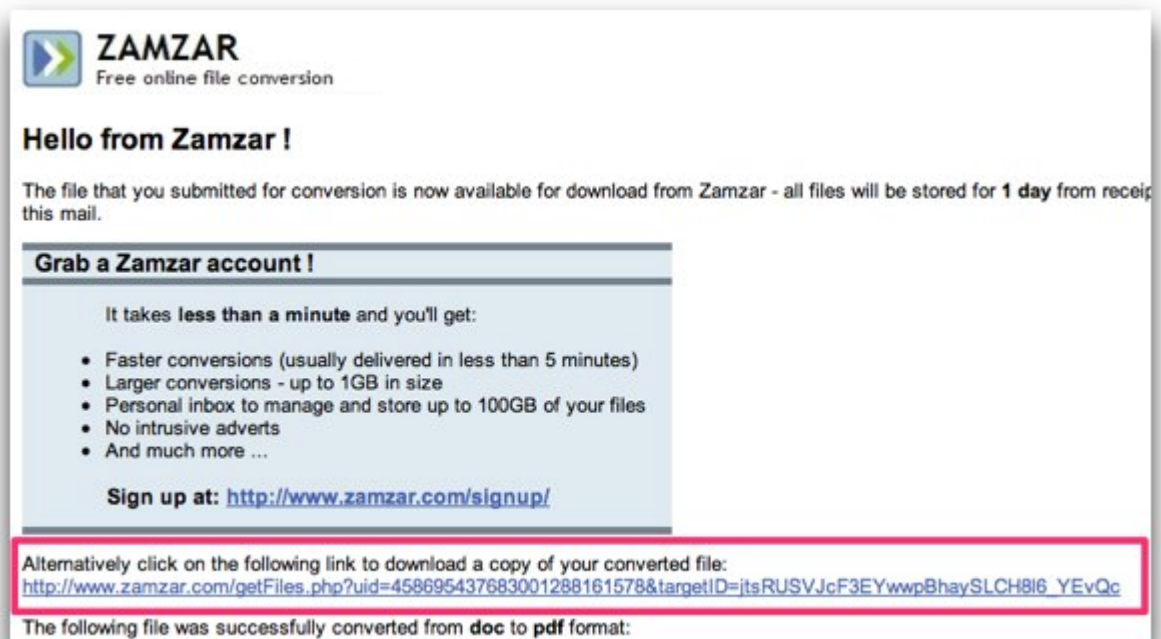 ZAMZAR
Free online file conversion
Hello from Zamzar !
The file that you submitted for conversion is now available for download from Zamzar - all files will be stored for 1 day from
this mail.
Grab a Zamzar account !
It takes less than a minute and you'll get:
• Faster conversions (usually delivered in less than 5 minutes)
• Larger conversions - up to 1GB in size
• Personal inbox to manage and store up to 100GB of your files
• No intrusive adverts
• And much more ...
Sign up at: http://www.zamzar.com/signup/
Alternatively click on the following link to download a copy of your converted file:
http://www.zamzar.com/getFiles.php?uid=458695437683001288161578&targetID=jtsRUSVJcF3EYwwpBhaySLCH8l6_YEvQc
The following file was successfully converted from doc to pdf format: